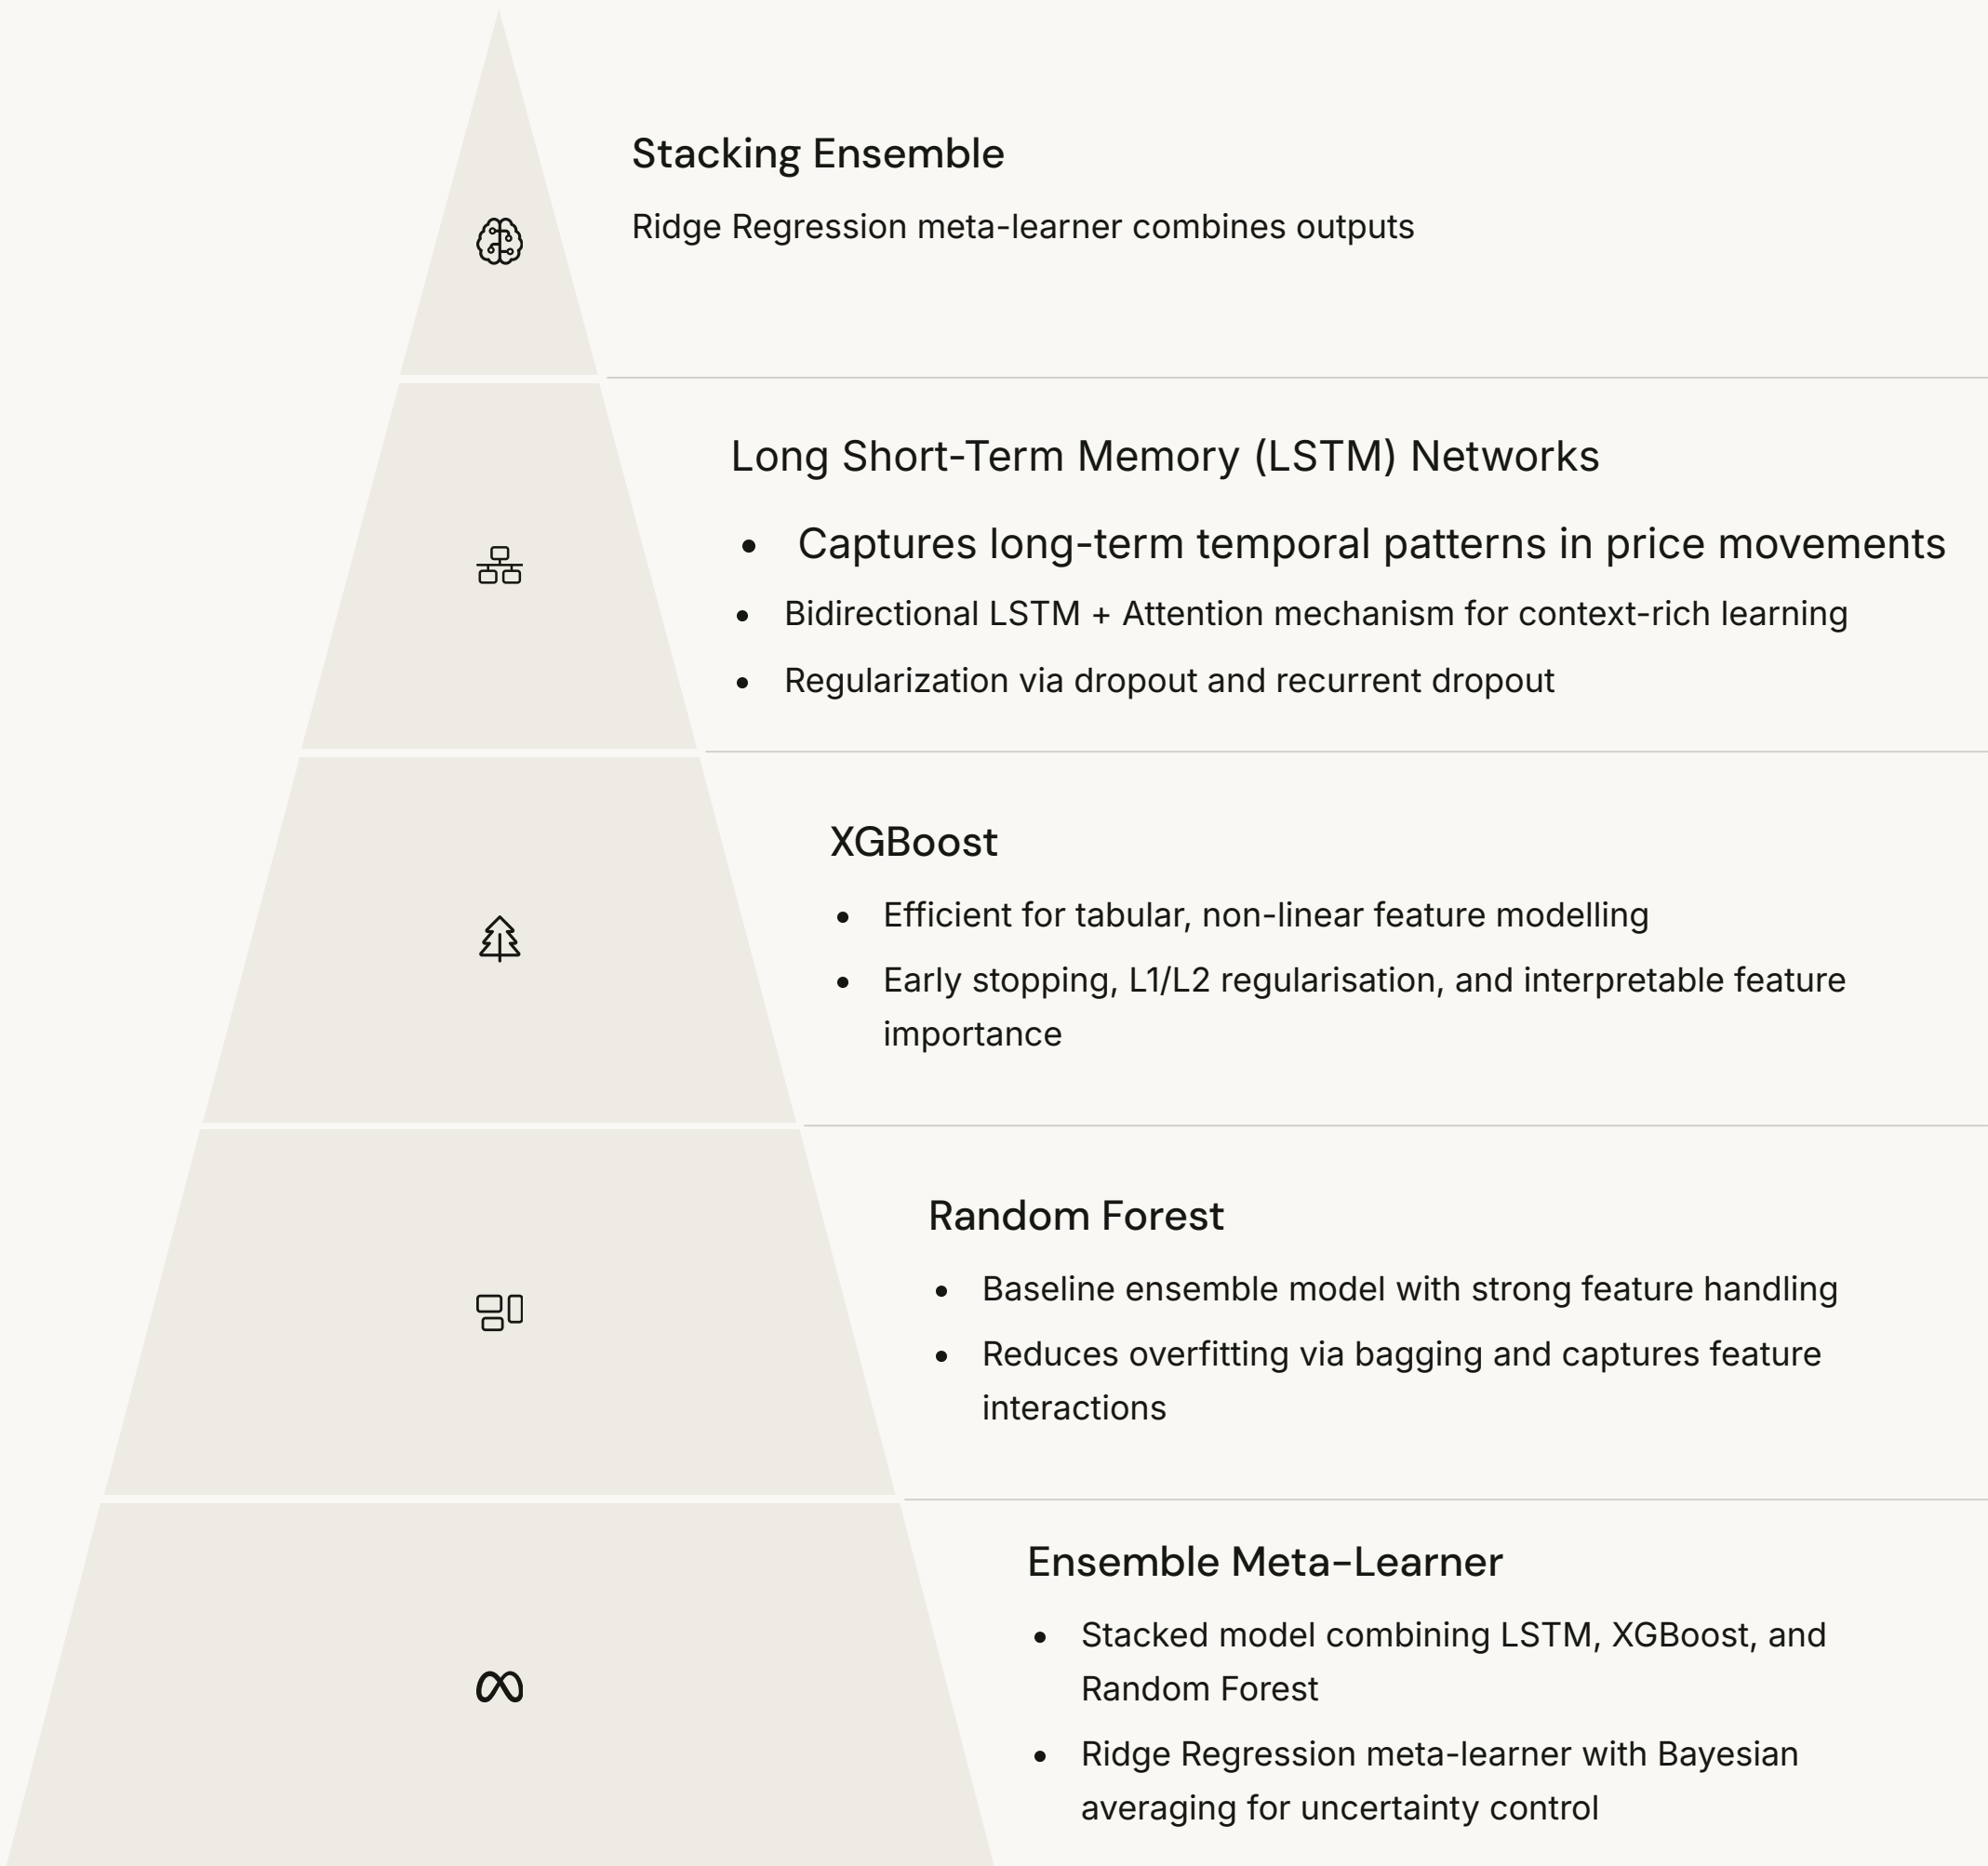 Stacking Ensemble
Ridge Regression meta-learner combines outputs
Long Short-Term Memory (LSTM) Networks
• Captures long-term temporal patterns in price movements
• Bidirectional LSTM + Attention mechanism for context-rich learning
• Regularization via dropout and recurrent dropout
XGBoost
• Efficient for tabular, non-linear feature modelling
• Early stopping, L1/L2 regularisation, and interpretable feature
importance
Random Forest
• Baseline ensemble model with strong feature handling
• Reduces overfitting via bagging and captures feature
interactions
Ensemble Meta-Learner
• Stacked model combining LSTM, XGBoost, and
Random Forest
• Ridge Regression meta-learner with Bayesian
averaging for uncertainty control